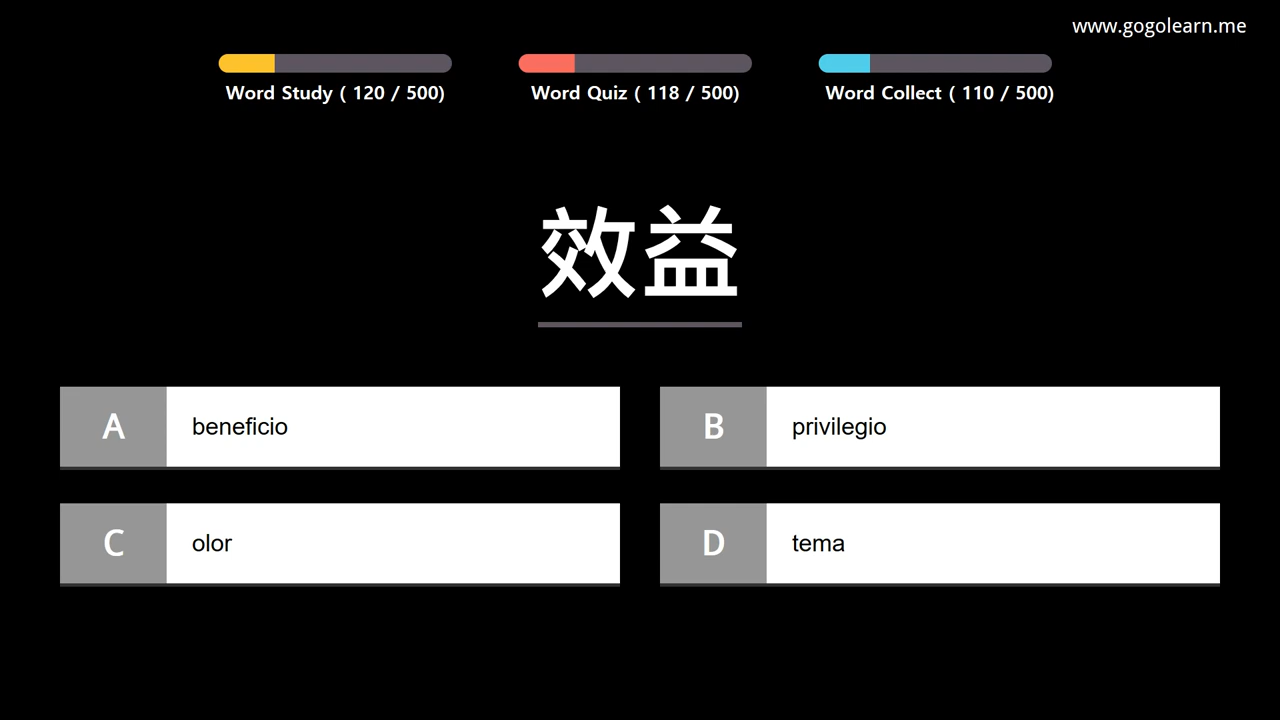 www.gogolearn.me
Word Study ( 120 / 500)
Word Quiz ( 118 / 500)
Word Collect ( 110 / 500)
效益
A beneficio
B privilegio
C olor
D tema